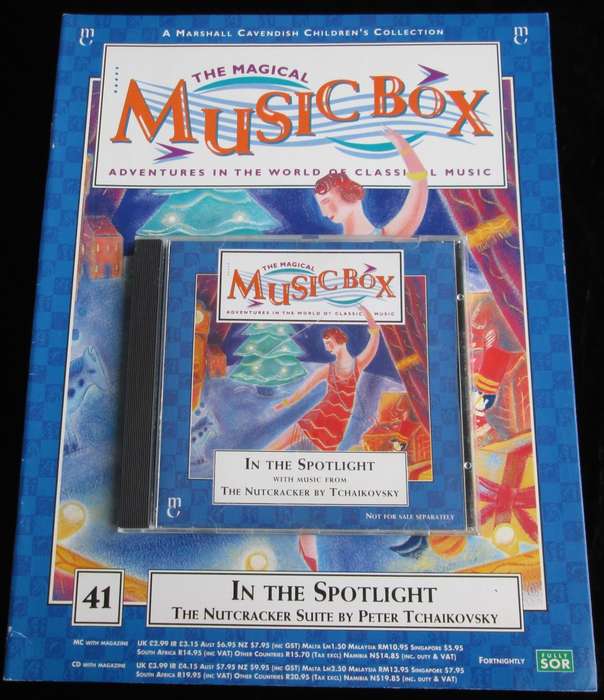 A Marshall Cavendish Children's Collection
THE MAGICAL
MUSIC BOX
ADVENTURES IN THE WORLD OF CLASSICAL MUSIC
THE MAGICAL
MUSIC BOX
ADVENTURES IN THE WORLD OF CLASSICAL MUSIC
IN THE SPOTLIGHT
WITH MUSIC FROM
THE NUTCRACKER BY TCHAIKOVSKY
NOT FOR SALE SEPARATELY
41
IN THE SPOTLIGHT
THE NUTCRACKER SUITE BY PETER TCHAIKOVSKY
MC WITH MAGAZINE UK £3.99 IR £3.15 AUST $6.95 NZ $7.95 (INC GST) MALTA LM1.50 MALAYSIA RM10.95 SINGAPORE $5.95
SOUTH AFRICA R14.95 (INC VAT) OTHER COUNTRIES R15.70 (TAX EXCL) NAMIBIA N$14.85 (INC. DUTY & VAT)
CD WITH MAGAZINE UK £3.99 IR £4.15 AUST $7.95 NZ $9.95 (INC GST) MALTA LM2.50 MALAYSIA RM13.95 SINGAPORE $7.95
SOUTH AFRICA R19.95 (INC VAT) OTHER COUNTRIES R20.95 (TAX EXCL) NAMIBIA N$19.85 (INC. DUTY & VAT)
FORTNIGHTLY
FULLY
SOR